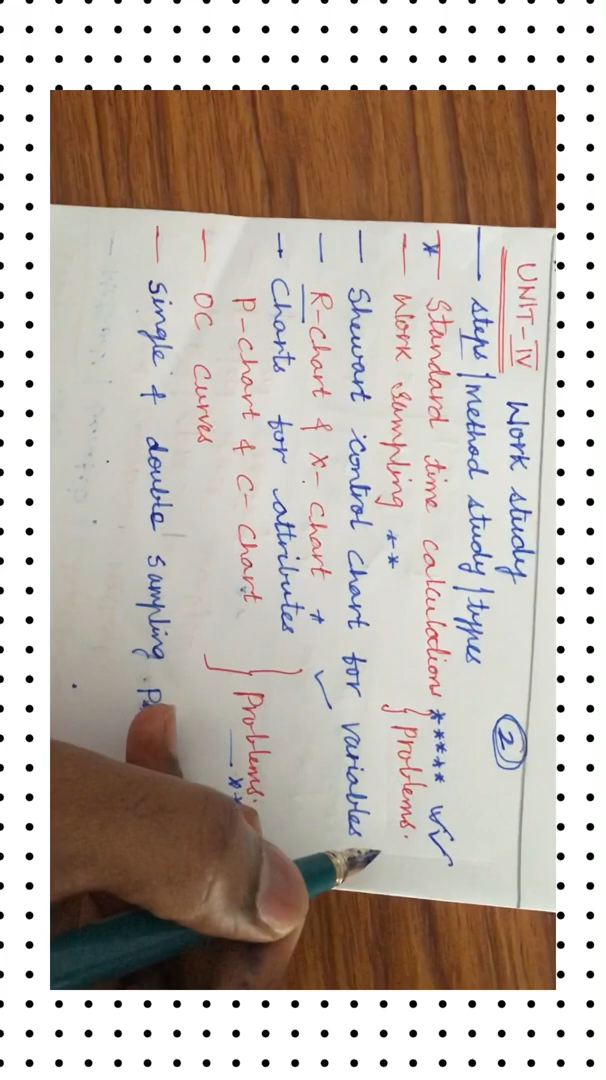 UNIT-IV Work study
②
— steps / method study / types
* Standard time calculations ***** } Problems.
— Work sampling **
— Shewart control chart for variables
— R-Chart & X-Chart *
→ Charts for attributes
P-Chart & C-Chart } Problems. **
— OC curves
— Single & double sampling